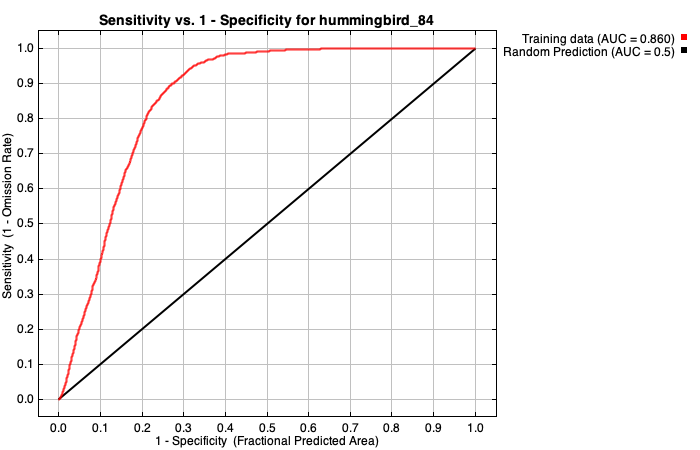 Sensitivity vs. 1 - Specificity for hummingbird_84
Training data (AUC = 0.860)
Random Prediction (AUC = 0.5)
Sensitivity (1 - Omission Rate)
1.0
0.9
0.8
0.7
0.6
0.5
0.4
0.3
0.2
0.1
0.0
0.0 0.1 0.2 0.3 0.4 0.5 0.6 0.7 0.8 0.9 1.0
1 - Specificity (Fractional Predicted Area)